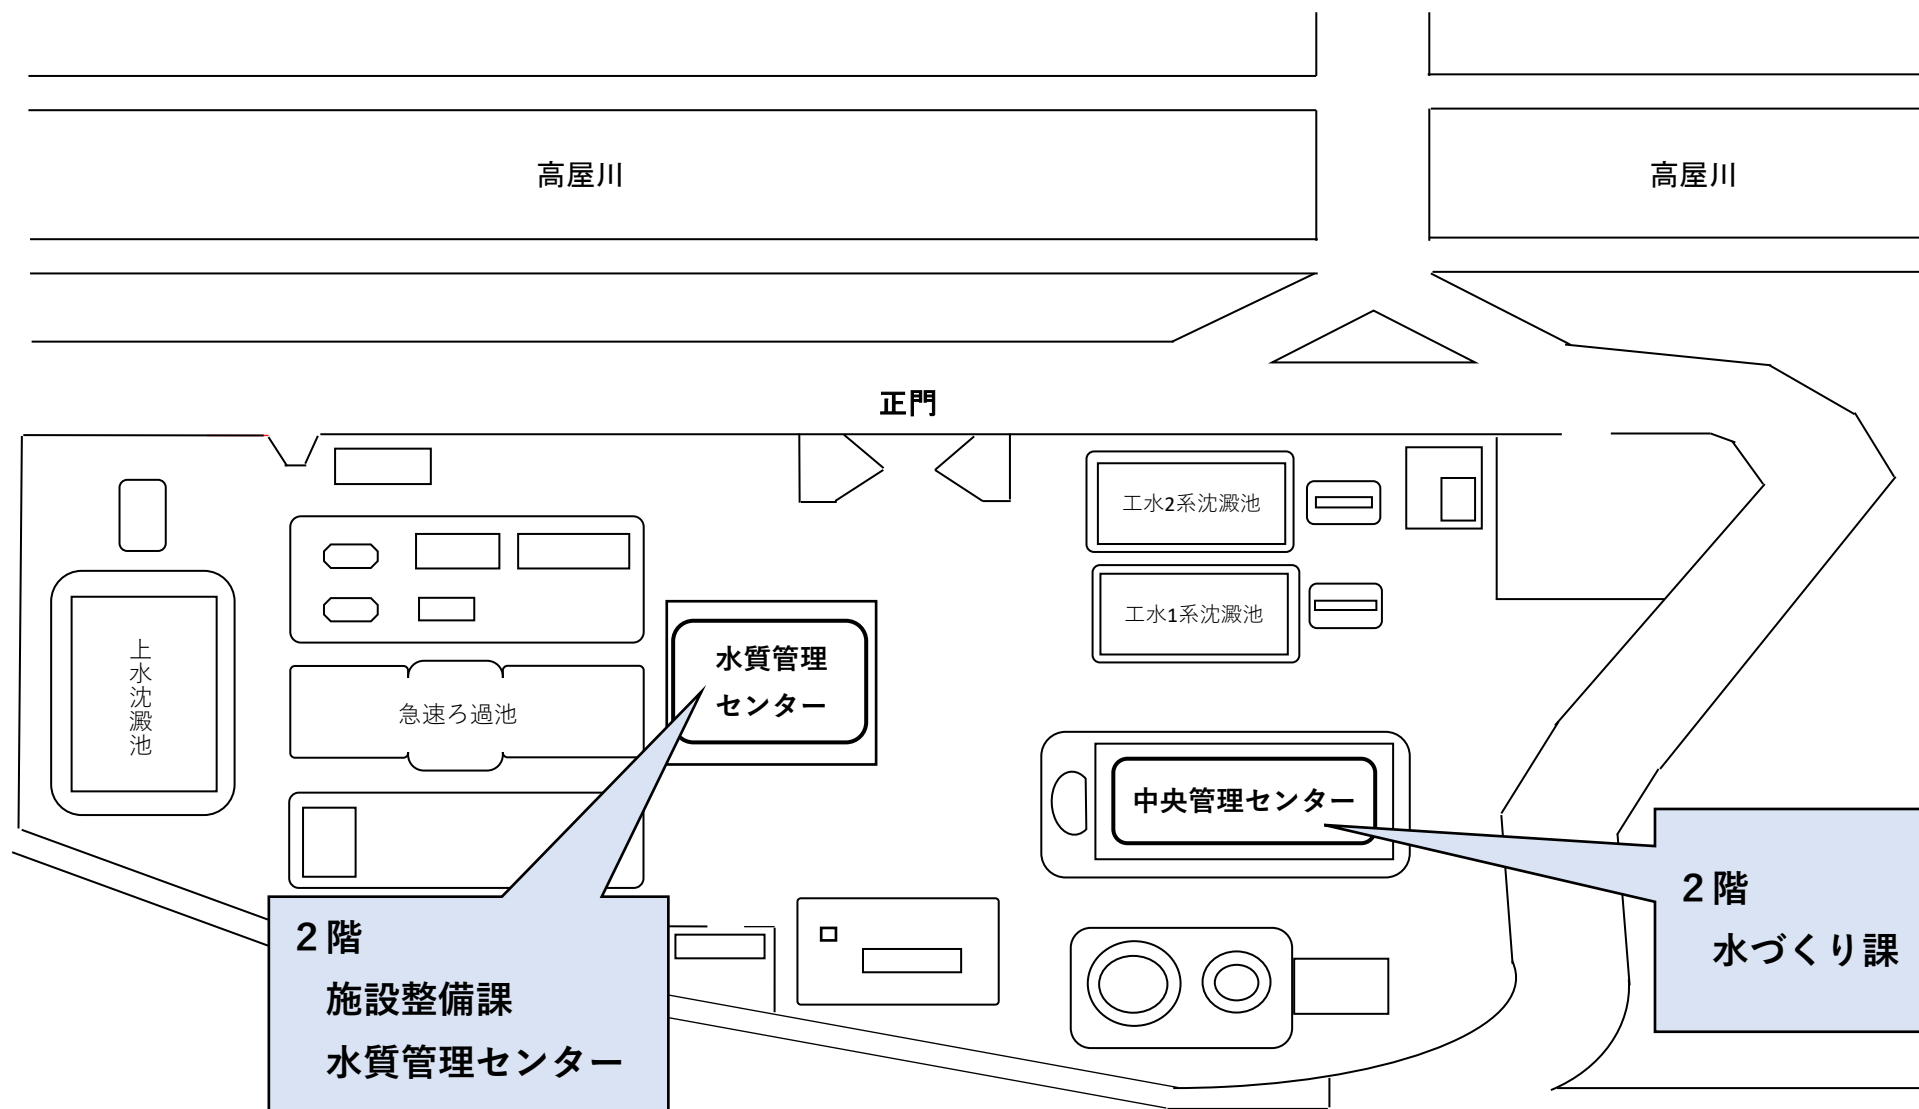 高屋川
高屋川
正門
工水2系沈澱池
工水1系沈澱池
上水沈澱池
急速ろ過池
水質管理
センター
中央管理センター
２階
水づくり課
２階
施設整備課
水質管理センター